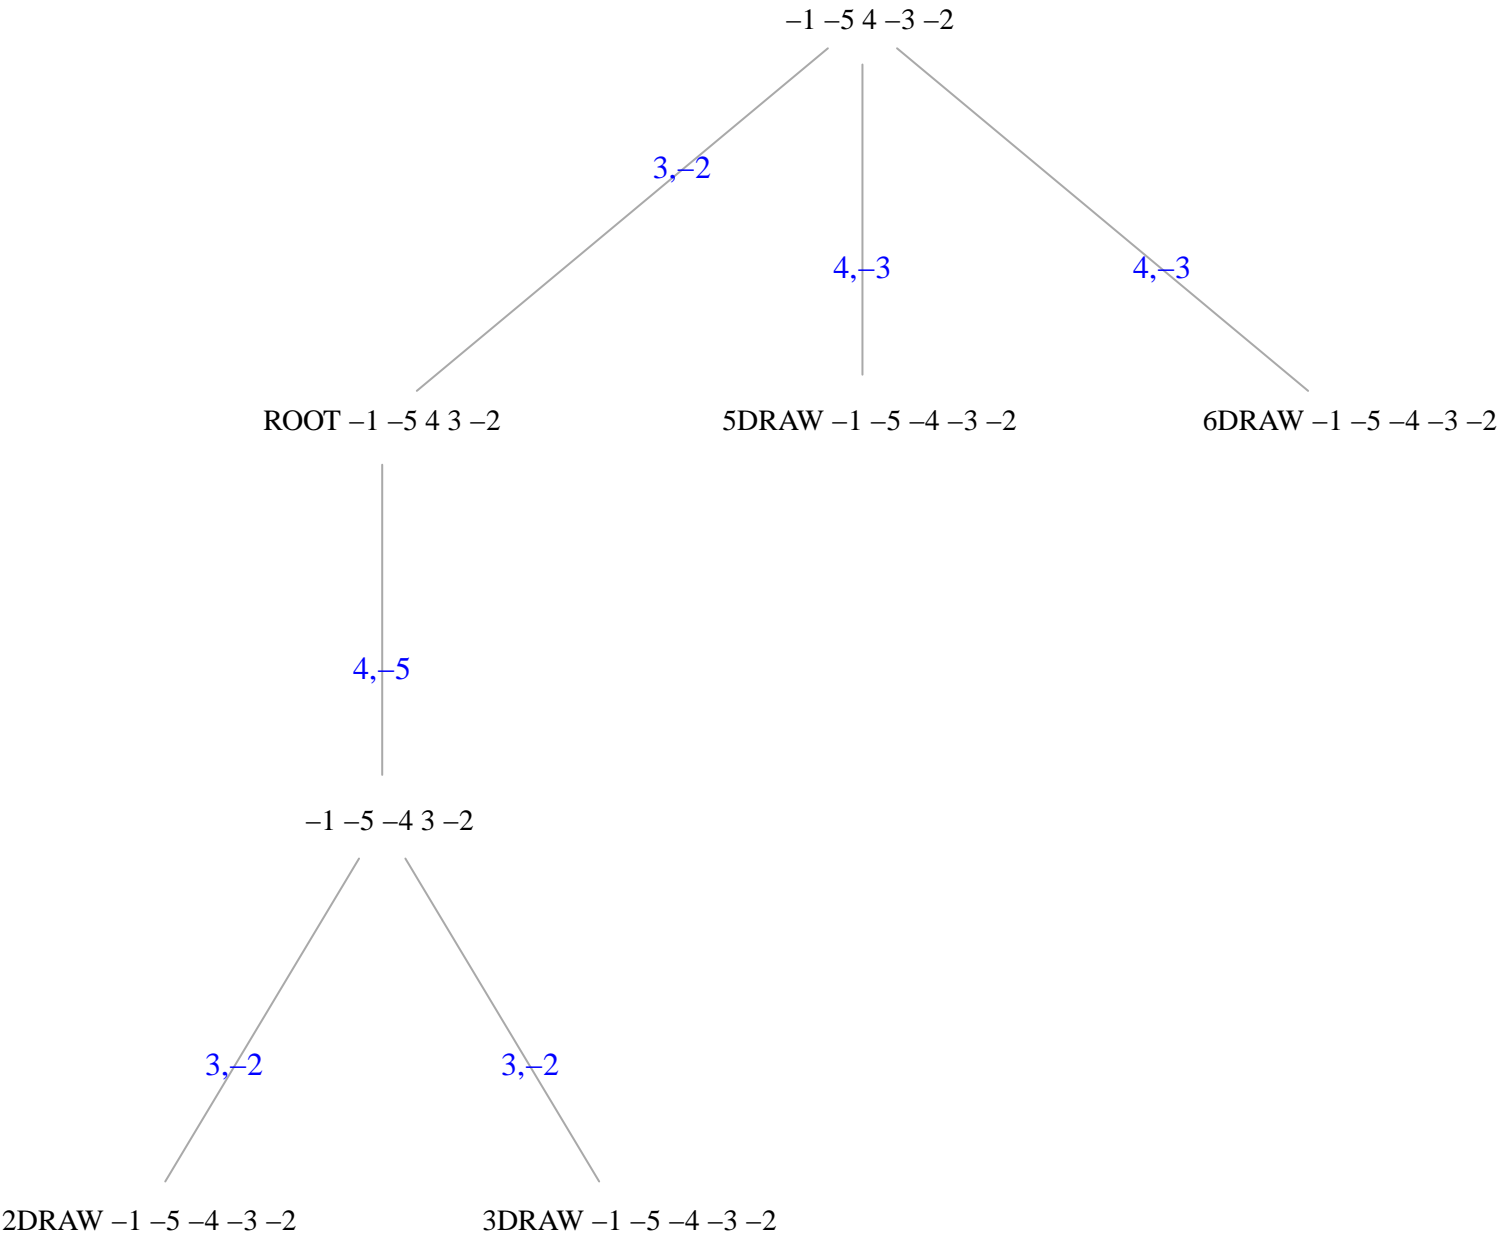 –1 –5 4 –3 –2
3,–2
4,–3
4,–3
ROOT –1 –5 4 3 –2
5DRAW –1 –5 –4 –3 –2
6DRAW –1 –5 –4 –3 –2
4,–5
–1 –5 –4 3 –2
3,–2
3,–2
2DRAW –1 –5 –4 –3 –2
3DRAW –1 –5 –4 –3 –2